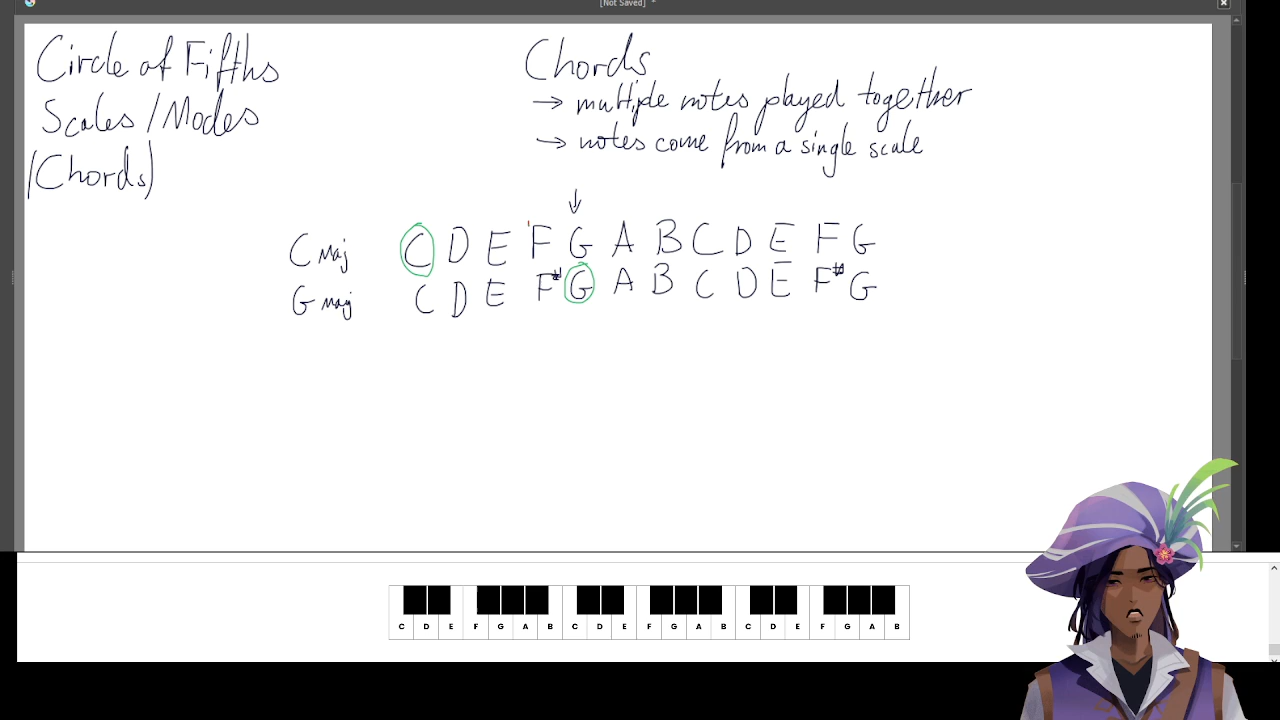 [Not Saved] *
Circle of Fifths
Scales/Modes
(Chords)
Chords
→ multiple notes played together
→ notes come from a single scale
↓
C maj C D E F G A B C D E F G
G maj C D E F# G A B C D E F# G
C D E F G A B C D E F G A B C D E F G A B